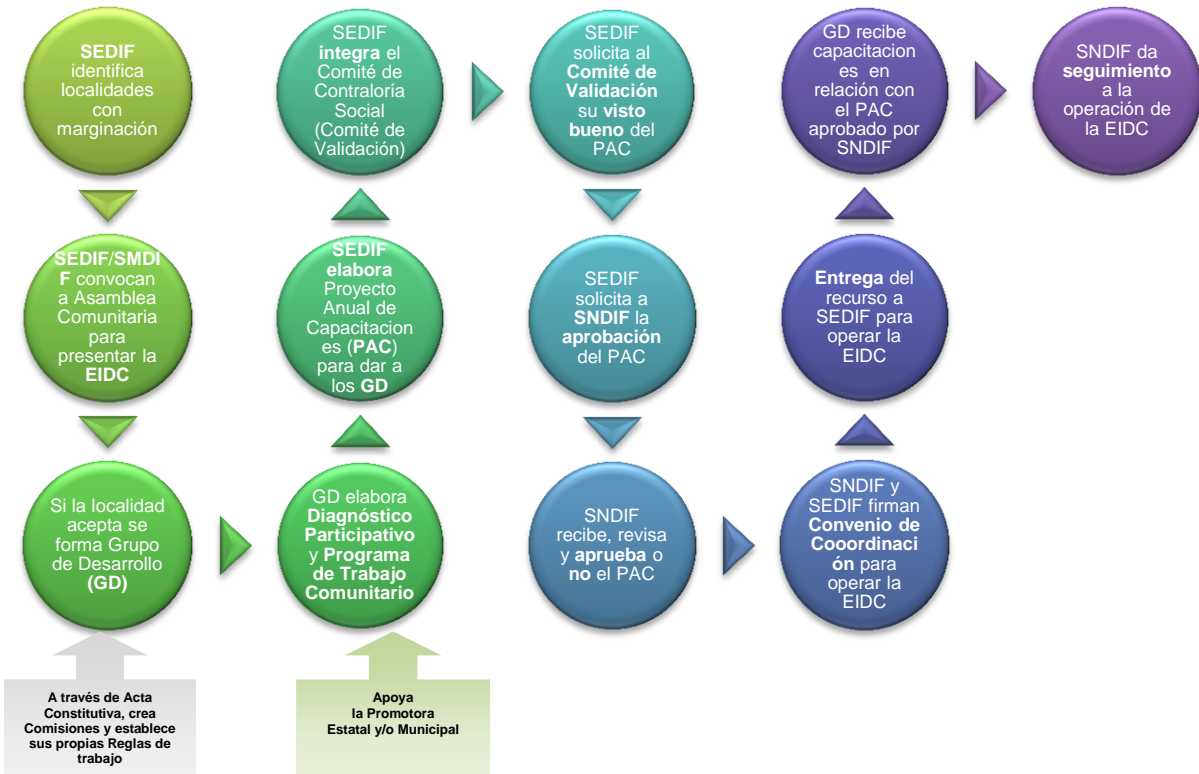 SEDIF
identifica
localidades
con
marginación
SEDIF/SMDI
F convocan
a Asamblea
Comunitaria
para
presentar la
EIDC
Si la localidad
acepta se
forma Grupo
de Desarrollo
(GD)
A través de Acta
Constitutiva, crea
Comisiones y establece
sus propias Reglas de
trabajo
GD elabora
Diagnóstico
Participativo
y Programa
de Trabajo
Comunitario
Apoya
la Promotora
Estatal y/o Municipal
SEDIF
elabora
Proyecto
Anual de
Capacitacion
es (PAC)
para dar a
los GD
SEDIF
integra el
Comité de
Contraloría
Social
(Comité de
Validación)
SEDIF
solicita al
Comité de
Validación
su visto
bueno del
PAC
SEDIF
solicita a
SNDIF la
aprobación
del PAC
SNDIF
recibe, revisa
y aprueba o
no el PAC
SNDIF y
SEDIF firman
Convenio de
Cooordinaci
ón para
operar la
EIDC
Entrega del
recurso a
SEDIF para
operar la
EIDC
GD recibe
capacitacion
es en
relación con
el PAC
aprobado por
SNDIF
SNDIF da
seguimiento
a la
operación de
la EIDC